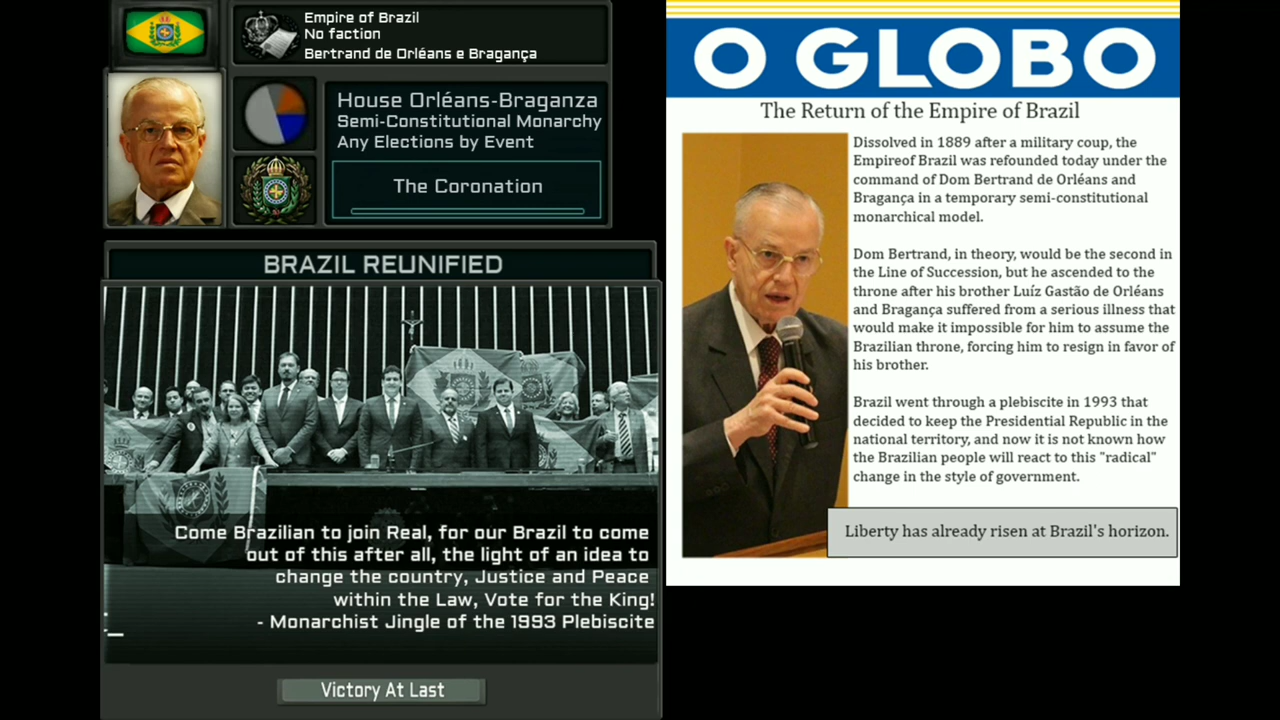 Empire of Brazil
No faction
Bertrand de Orléans e Bragança
House Orléans-Braganza
Semi-Constitutional Monarchy
Any Elections by Event
The Coronation
BRAZIL REUNIFIED
Come Brazilian to join Real, for our Brazil to come
out of this after all, the light of an idea to
change the country, Justice and Peace
within the Law, Vote for the King!
- Monarchist Jingle of the 1993 Plebiscite
Victory At Last
O GLOBO
The Return of the Empire of Brazil
Dissolved in 1889 after a military coup, the
Empireof Brazil was refounded today under the
command of Dom Bertrand de Orléans and
Bragança in a temporary semi-constitutional
monarchical model.
Dom Bertrand, in theory, would be the second in
the Line of Succession, but he ascended to the
throne after his brother Luíz Gastão de Orléans
and Bragança suffered from a serious illness that
would make it impossible for him to assume the
Brazilian throne, forcing him to resign in favor of
his brother.
Brazil went through a plebiscite in 1993 that
decided to keep the Presidential Republic in the
national territory, and now it is not known how
the Brazilian people will react to this "radical"
change in the style of government.
Liberty has already risen at Brazil's horizon.